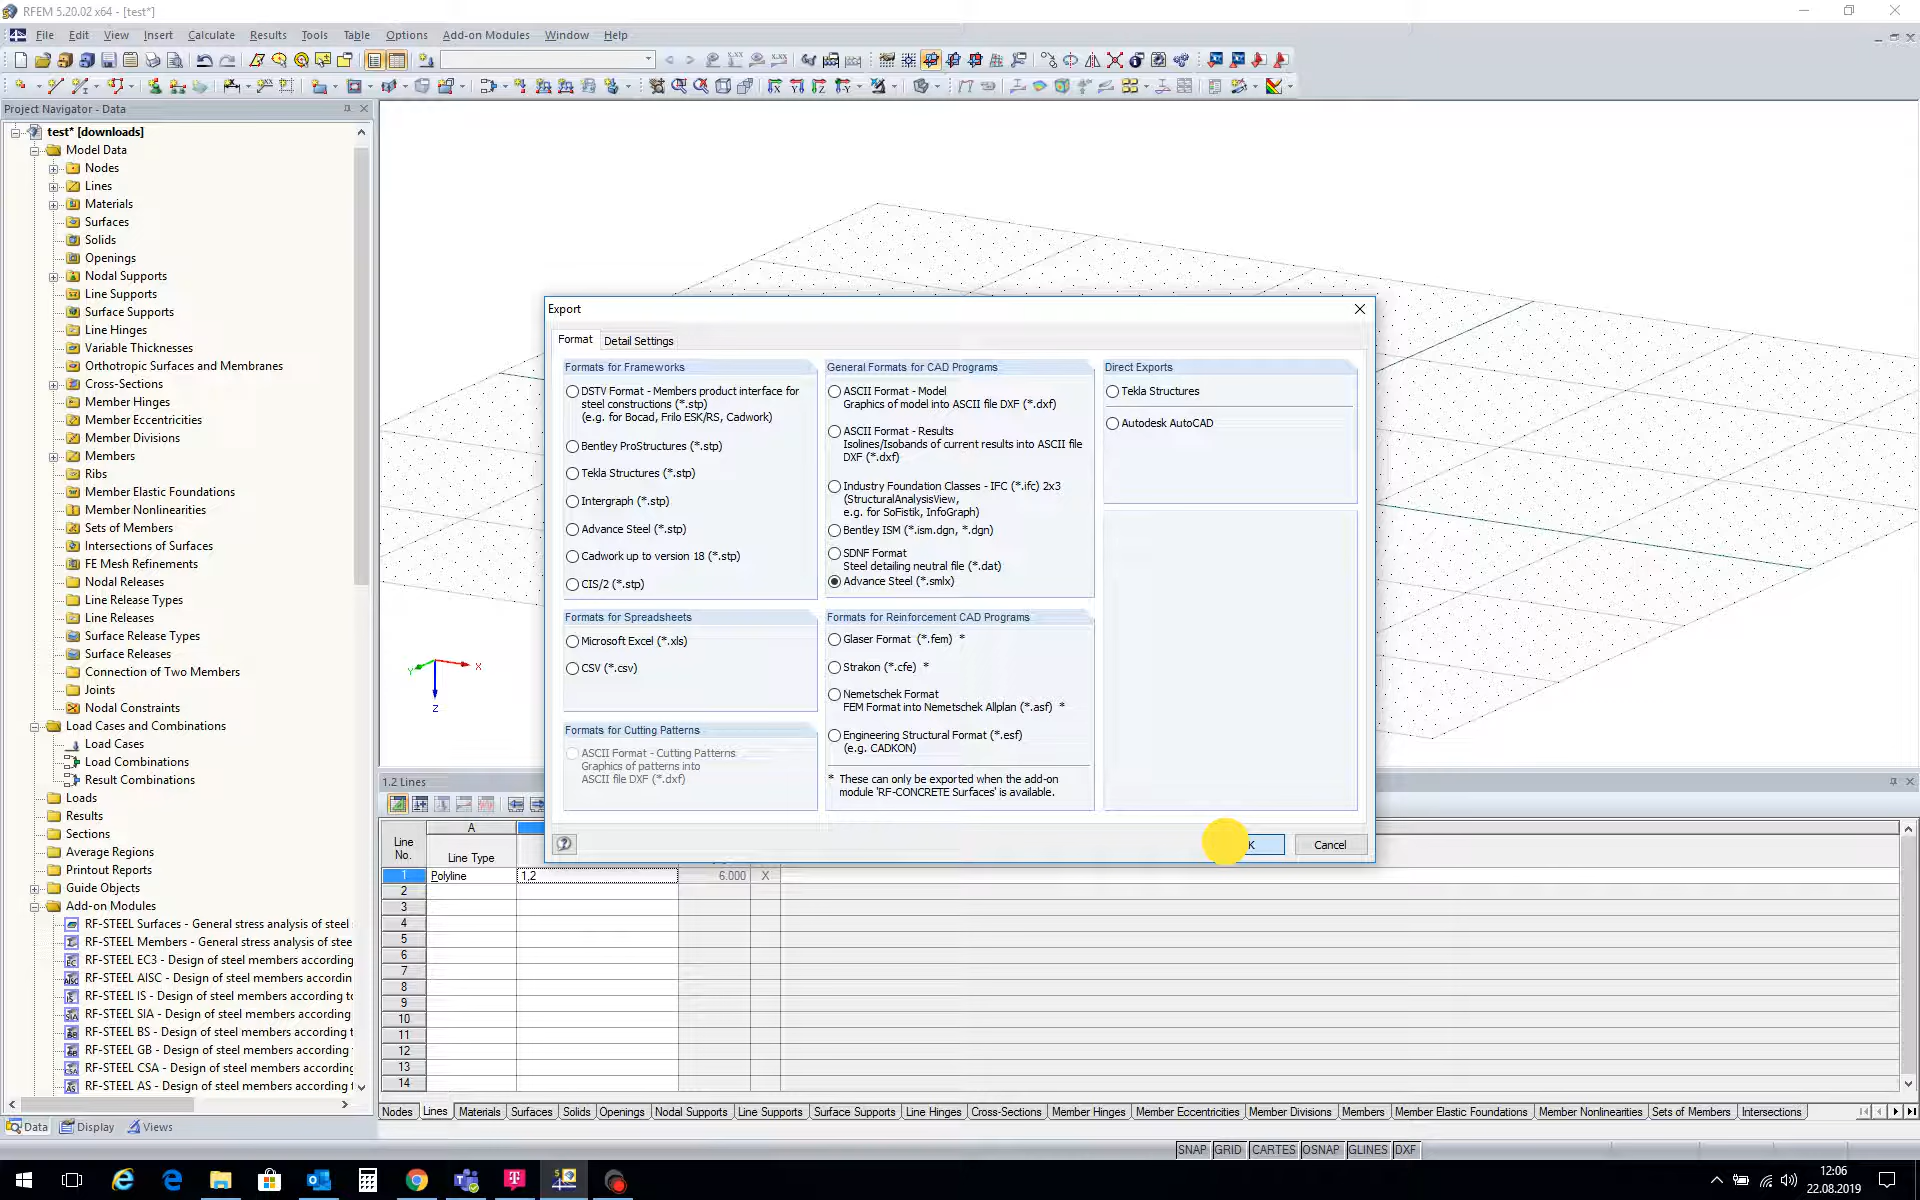 RFEM 5.20.02 x64 - [test*]
File Edit View Insert Calculate Results Tools Table Options Add-on Modules Window Help
Project Navigator - Data
test* [downloads]
Model Data
Nodes
Lines
Materials
Surfaces
Solids
Openings
Nodal Supports
Line Supports
Surface Supports
Line Hinges
Variable Thicknesses
Orthotropic Surfaces and Membranes
Cross-Sections
Member Hinges
Member Eccentricities
Member Divisions
Members
Ribs
Member Elastic Foundations
Member Nonlinearities
Sets of Members
Intersections of Surfaces
FE Mesh Refinements
Nodal Releases
Line Release Types
Line Releases
Surface Release Types
Surface Releases
Connection of Two Members
Joints
Nodal Constraints
Load Cases and Combinations
Load Cases
Load Combinations
Result Combinations
Loads
Results
Sections
Average Regions
Printout Reports
Guide Objects
Add-on Modules
RF-STEEL Surfaces - General stress analysis of steel
RF-STEEL Members - General stress analysis of stee
RF-STEEL EC3 - Design of steel members according
RF-STEEL AISC - Design of steel members accordin
RF-STEEL IS - Design of steel members according to
RF-STEEL SIA - Design of steel members according
RF-STEEL BS - Design of steel members according t
RF-STEEL GB - Design of steel members according
RF-STEEL CSA - Design of steel members according
RF-STEEL AS - Design of steel members according t
Data Display Views
X
Y
Z
Export
Format Detail Settings
Formats for Frameworks
DSTV Format - Members product interface for
steel constructions (*.stp)
(e.g. for Bocad, Frilo ESK/RS, Cadwork)
Bentley ProStructures (*.stp)
Tekla Structures (*.stp)
Intergraph (*.stp)
Advance Steel (*.stp)
Cadwork up to version 18 (*.stp)
CIS/2 (*.stp)
Formats for Spreadsheets
Microsoft Excel (*.xls)
CSV (*.csv)
Formats for Cutting Patterns
ASCII Format - Cutting Patterns
Graphics of patterns into
ASCII file DXF (*.dxf)
General Formats for CAD Programs
ASCII Format - Model
Graphics of model into ASCII file DXF (*.dxf)
ASCII Format - Results
Isolines/Isobands of current results into ASCII file
DXF (*.dxf)
Industry Foundation Classes - IFC (*.ifc) 2x3
(StructuralAnalysisView,
e.g. for SoFistik, InfoGraph)
Bentley ISM (*.ism.dgn, *.dgn)
SDNF Format
Steel detailing neutral file (*.dat)
Advance Steel (*.smlx)
Formats for Reinforcement CAD Programs
Glaser Format (*.fem) *
Strakon (*.cfe) *
Nemetschek Format
FEM Format into Nemetschek Allplan (*.asf) *
Engineering Structural Format (*.esf)
(e.g. CADKON)
* These can only be exported when the add-on
module 'RF-CONCRETE Surfaces' is available.
Direct Exports
Tekla Structures
Autodesk AutoCAD
K Cancel
1.2 Lines
A
Line
No.
Line Type
1 Polyline 1,2 6.000 X
2
3
4
5
6
7
8
9
10
11
12
13
14
Nodes Lines Materials Surfaces Solids Openings Nodal Supports Line Supports Surface Supports Line Hinges Cross-Sections Member Hinges Member Eccentricities Member Divisions Members Member Elastic Foundations Member Nonlinearities Sets of Members Intersections
SNAP GRID CARTES OSNAP GLINES DXF
12:06
22.08.2019